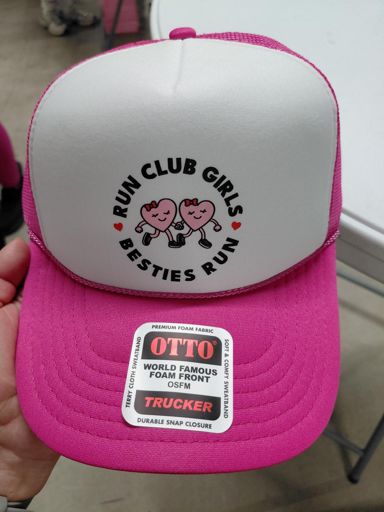 RUN CLUB GIRLS
BESTIES RUN
PREMIUM FOAM FABRIC
TERRY CLOTH SWEATBAND
OTTO®
WORLD FAMOUS
FOAM FRONT
OSFM
TRUCKER
SOFT & COMFY SWEATBAND
DURABLE SNAP CLOSURE